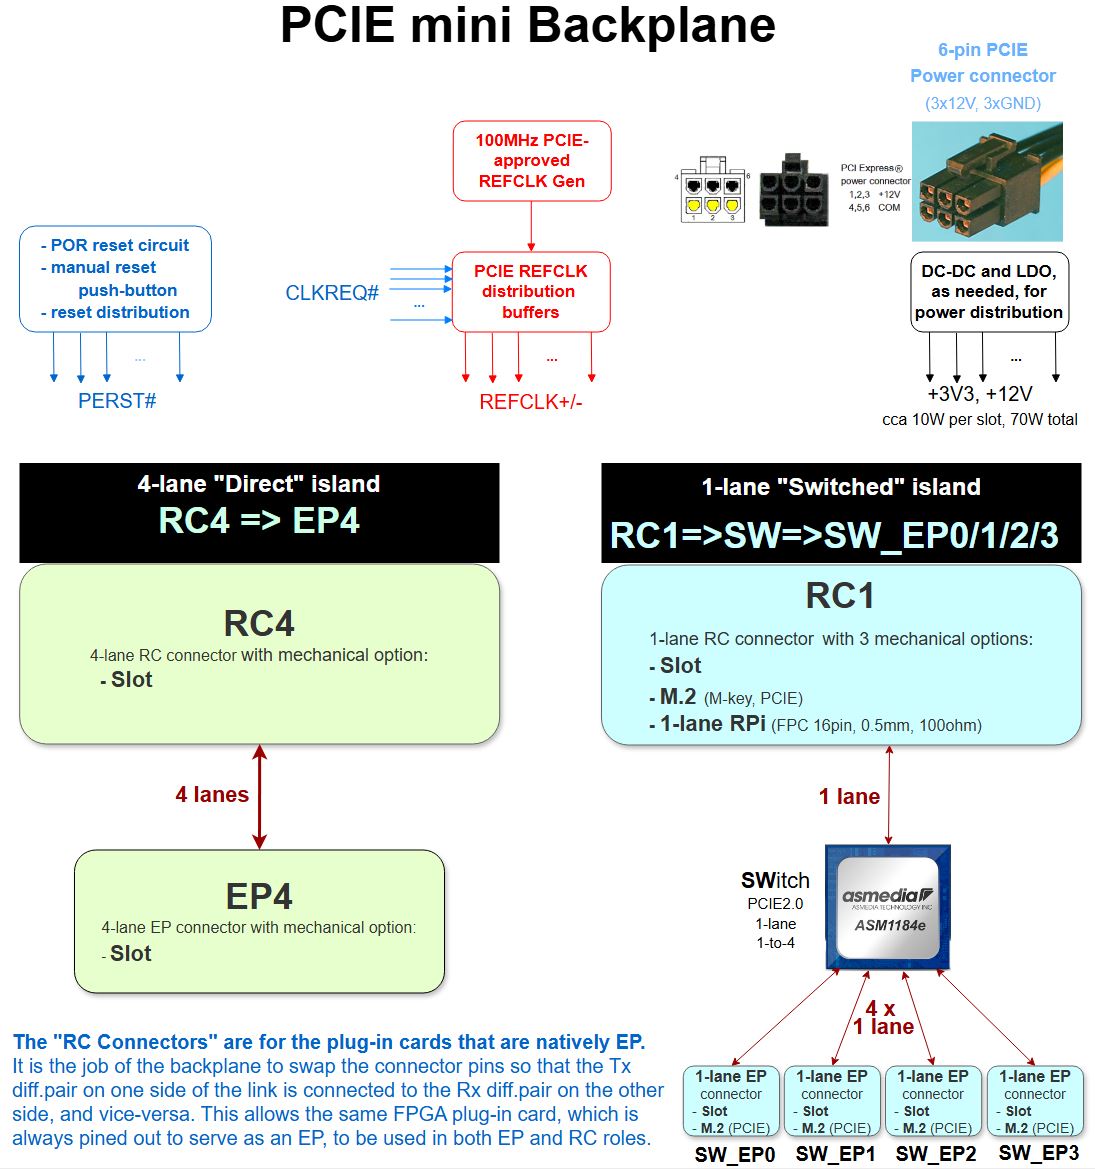 PCIE mini Backplane
6-pin PCIE
Power connector
(3x12V, 3xGND)
100MHz PCIE-
approved
REFCLK Gen
4
6
1
2
3
PCI Express®
power connector
1,2,3 +12V
4,5,6 COM
- POR reset circuit
- manual reset
push-button
- reset distribution
...
PERST#
CLKREQ#
...
PCIE REFCLK
distribution
buffers
...
REFCLK+/-
DC-DC and LDO,
as needed, for
power distribution
...
+3V3, +12V
cca 10W per slot, 70W total
4-lane "Direct" island
RC4 => EP4
RC4
4-lane RC connector with mechanical option:
- Slot
4 lanes
EP4
4-lane EP connector with mechanical option:
- Slot
1-lane "Switched" island
RC1=>SW=>SW_EP0/1/2/3
RC1
1-lane RC connector with 3 mechanical options:
- Slot
- M.2 (M-key, PCIE)
- 1-lane RPi (FPC 16pin, 0.5mm, 100ohm)
1 lane
SWitch
PCIE2.0
1-lane
1-to-4
asmedia
ASMEDIA TECHNOLOGY INC
ASM1184e
4 x
1 lane
1-lane EP
connector
- Slot
- M.2 (PCIE)
SW_EP0
1-lane EP
connector
- Slot
- M.2 (PCIE)
SW_EP1
1-lane EP
connector
- Slot
- M.2 (PCIE)
SW_EP2
1-lane EP
connector
- Slot
- M.2 (PCIE)
SW_EP3
The "RC Connectors" are for the plug-in cards that are natively EP.
It is the job of the backplane to swap the connector pins so that the Tx
diff.pair on one side of the link is connected to the Rx diff.pair on the other
side, and vice-versa. This allows the same FPGA plug-in card, which is
always pined out to serve as an EP, to be used in both EP and RC roles.